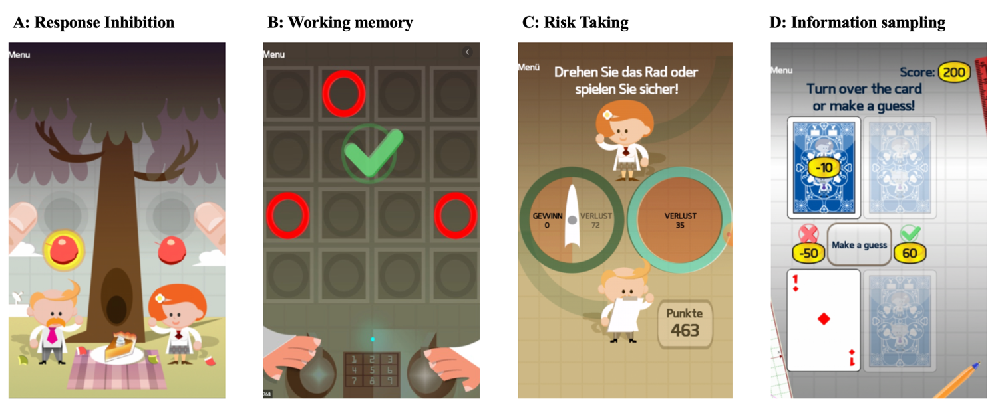 A: Response Inhibition
Menu
B: Working memory
Menu
1 2 3
4 5 6
7 8 9
768
C: Risk Taking
Menü
Drehen Sie das Rad oder
spielen Sie sicher!
GEWINN
0
VERLUST
72
VERLUST
35
Punkte
463
D: Information sampling
Menu
Score: 200
Turn over the card
or make a guess!
-10
-50
Make a guess
60
1
1